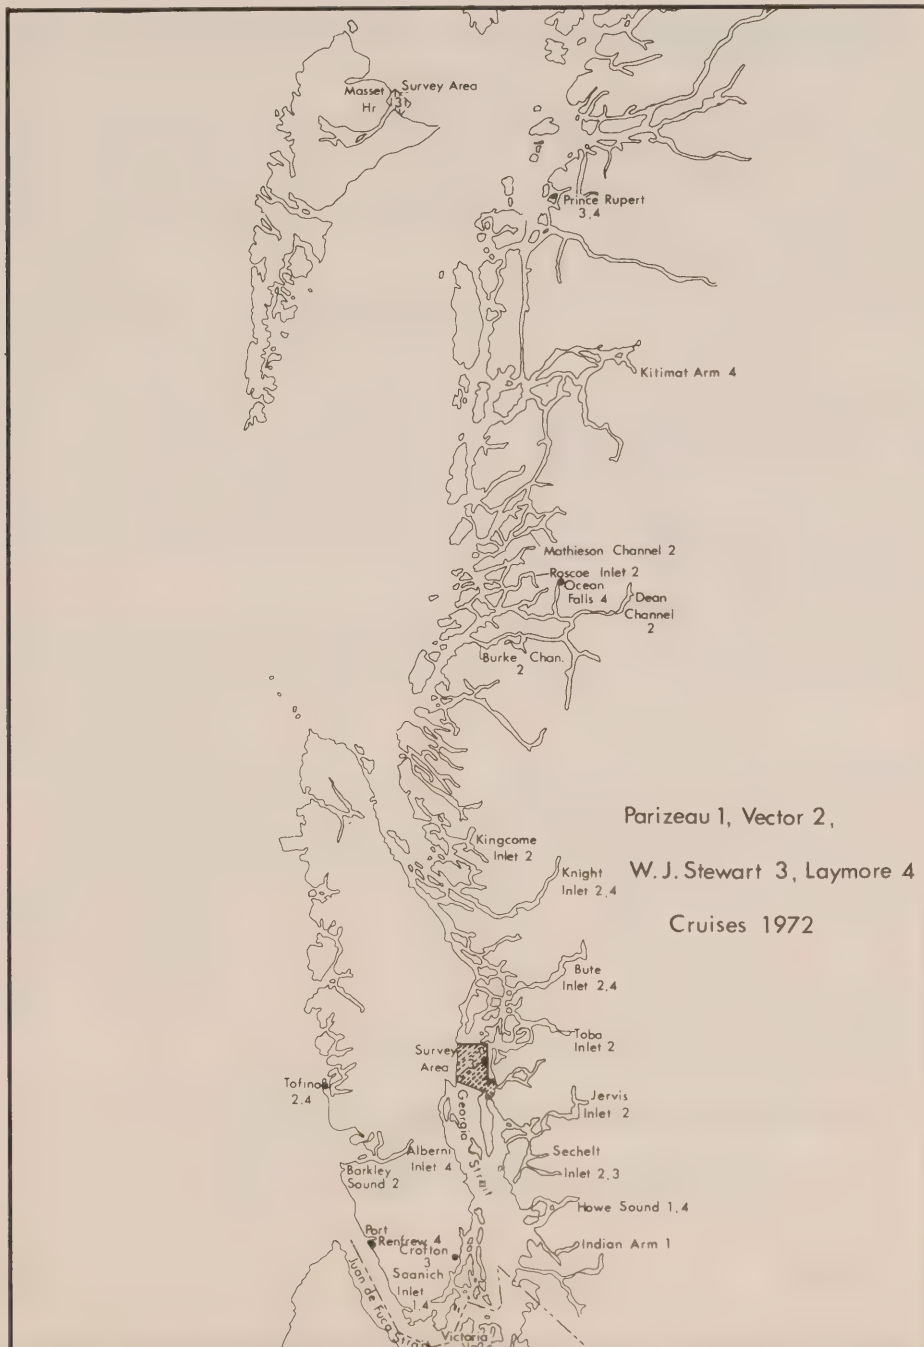 Masset
Hr
Survey Area
3
Prince Rupert
3,4
Kitimat Arm 4
Mathieson Channel 2
Roscoe Inlet 2
Ocean
Falls 4
Dean
Channel
2
Burke Chan.
2
Parizeau 1, Vector 2,
W.J. Stewart 3, Laymore 4
Cruises 1972
Kingcome
Inlet 2
Knight
Inlet 2,4
Bute
Inlet 2,4
Toba
Inlet 2
Survey
Area
Tofino
2,4
Georgia
Strait
Jervis
Inlet 2
Alberni
Inlet 4
Sechelt
Inlet 2,3
Barkley
Sound 2
Howe Sound 1,4
Port
Renfrew 4
Crofton
3
Indian Arm 1
Saanich
Inlet
1,4
Juan de Fuca Strait
Victoria